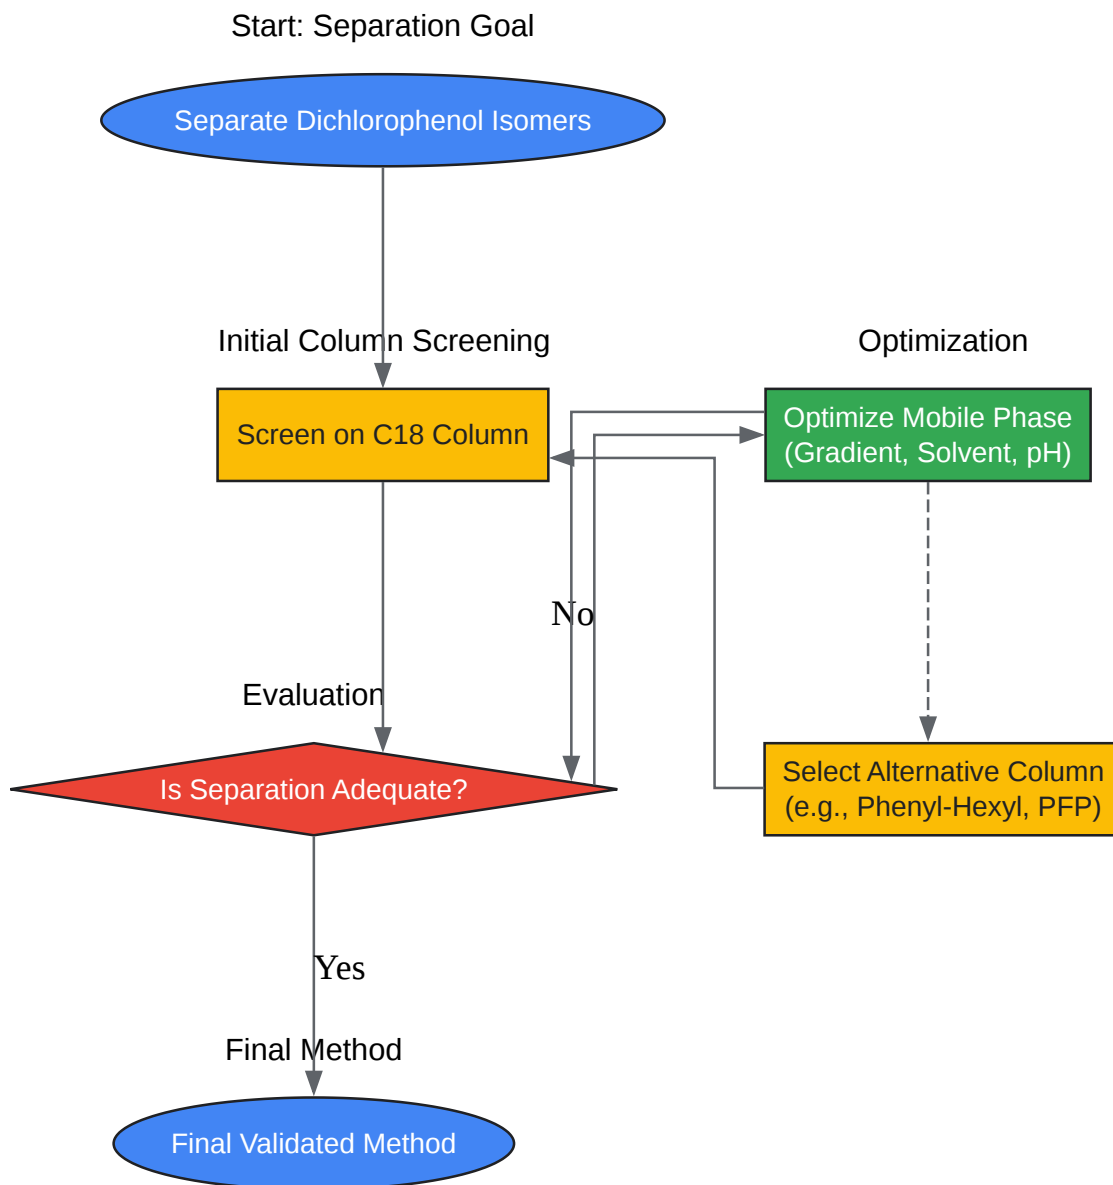 Start: Separation Goal
Separate Dichlorophenol Isomers
Initial Column Screening
Screen on C18 Column
Optimization
Optimize Mobile Phase
(Gradient, Solvent, pH)
No
Evaluation
Is Separation Adequate?
Select Alternative Column
(e.g., Phenyl-Hexyl, PFP)
Yes
Final Method
Final Validated Method